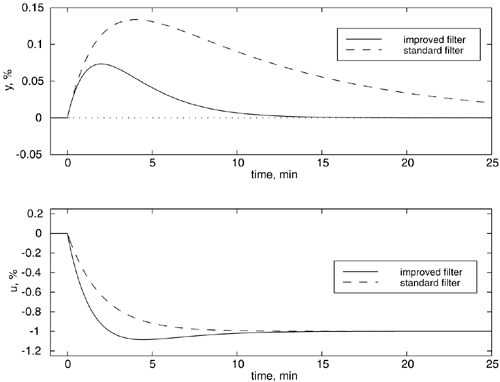 0.15
0.1
0.05
0
-0.05
y, %
improved filter
standard filter
0 5 10 15 20 25
time, min
0.2
0
-0.2
-0.4
-0.6
-0.8
-1
-1.2
u, %
improved filter
standard filter
0 5 10 15 20 25
time, min